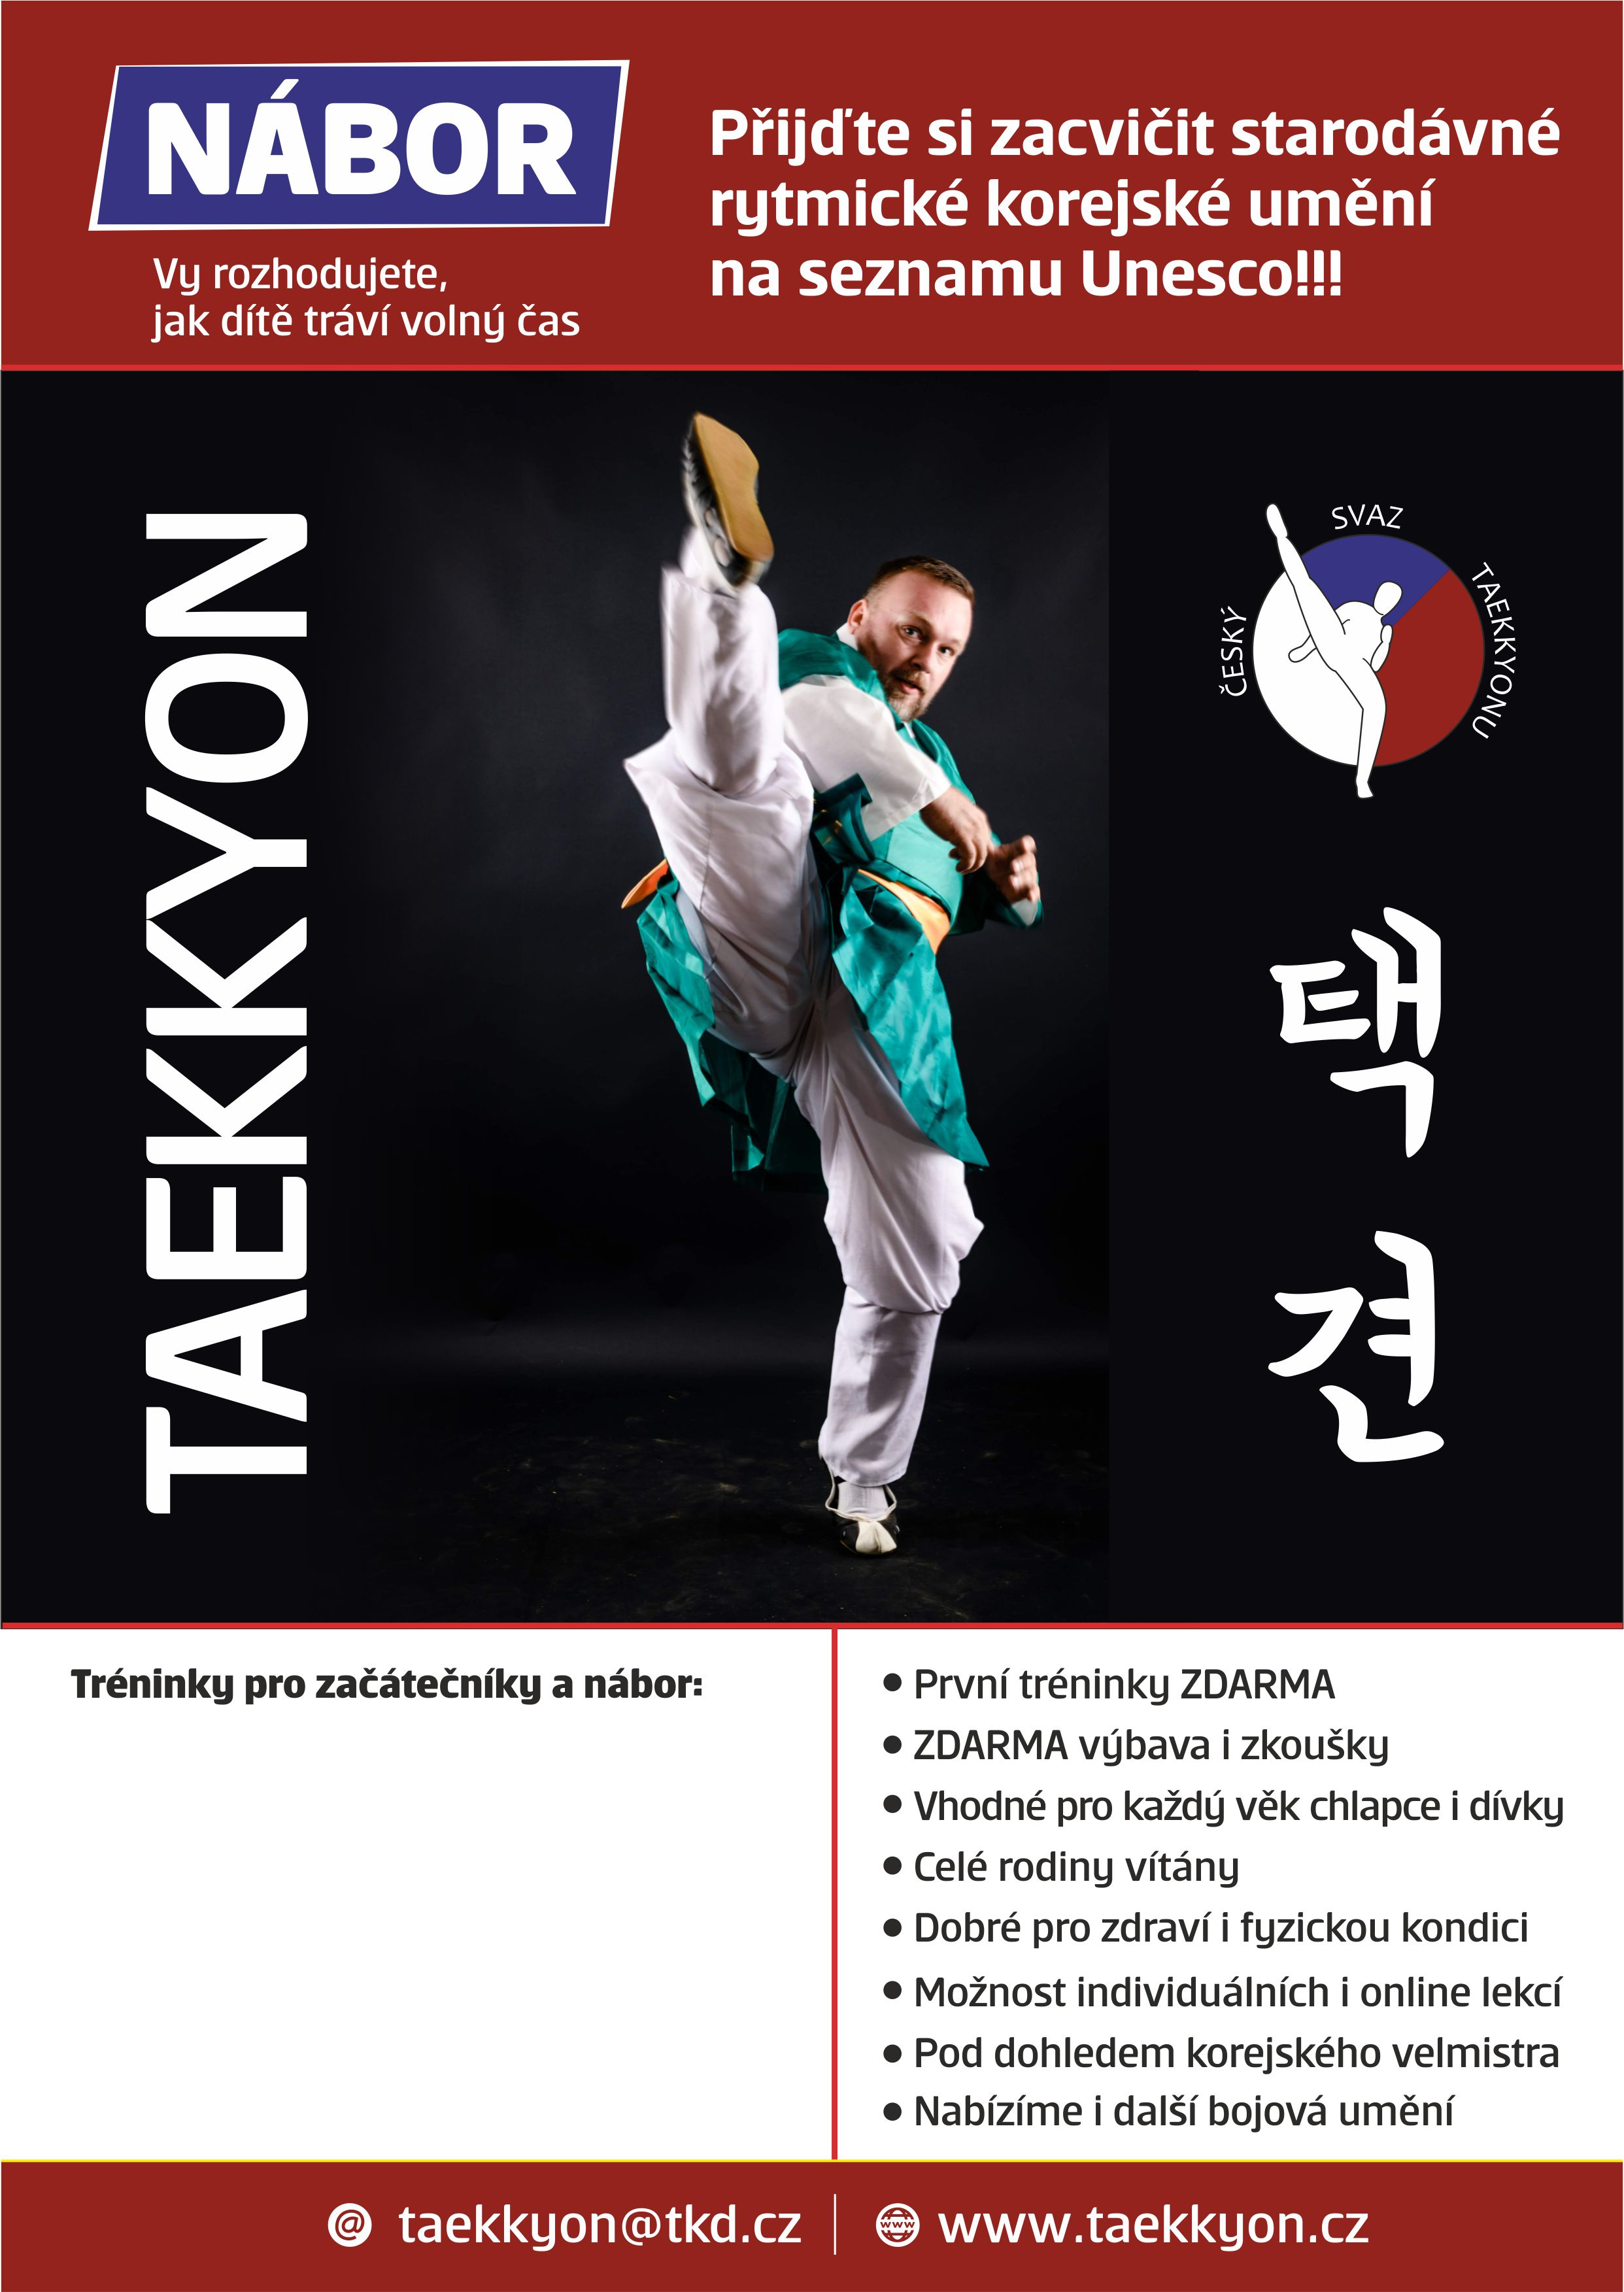 NÁBOR
Vy rozhodujete,
jak dítě tráví volný čas
Přijďte si zacvičit starodávné
rytmické korejské umění
na seznamu Unesco!!!
TAEKKYON
ČESKÝ SVAZ TAEKKYONU
택
견
Tréninky pro začátečníky a nábor:
● První tréninky ZDARMA
● ZDARMA výbava i zkoušky
● Vhodné pro každý věk chlapce i dívky
● Celé rodiny vítány
● Dobré pro zdraví i fyzickou kondici
● Možnost individuálních i online lekcí
● Pod dohledem korejského velmistra
● Nabízíme i další bojová umění
@ taekkyon@tkd.cz
www www.taekkyon.cz